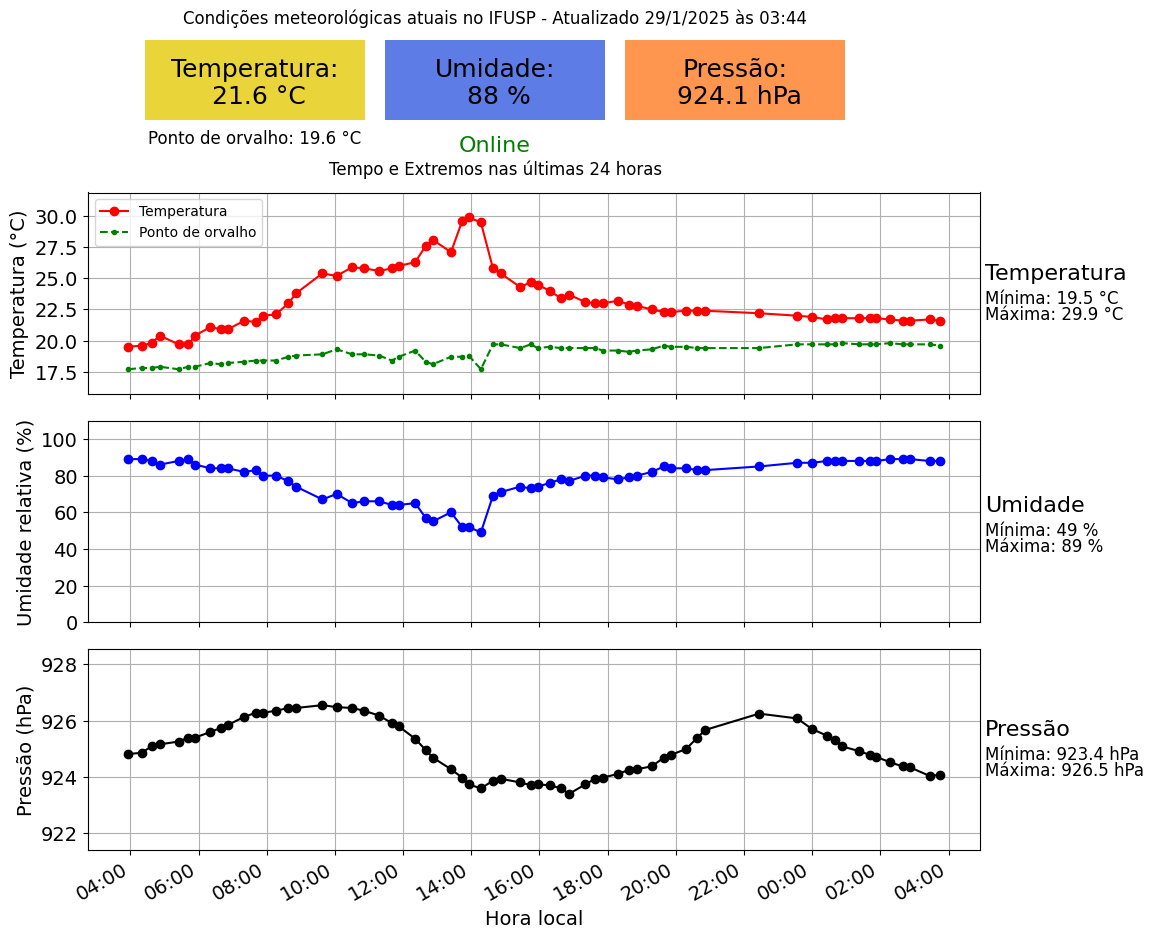 Condições meteorológicas atuais no IFUSP - Atualizado 29/1/2025 às 03:44
Temperatura:
21.6 °C
Umidade:
88 %
Pressão:
924.1 hPa
Ponto de orvalho: 19.6 °C
Online
Tempo e Extremos nas últimas 24 horas
Temperatura (°C)
30.0
27.5
25.0
22.5
20.0
17.5
Temperatura
Ponto de orvalho
Temperatura
Mínima: 19.5 °C
Máxima: 29.9 °C
Umidade relativa (%)
100
80
60
40
20
0
Umidade
Mínima: 49 %
Máxima: 89 %
Pressão (hPa)
928
926
924
922
Pressão
Mínima: 923.4 hPa
Máxima: 926.5 hPa
04:00 06:00 08:00 10:00 12:00 14:00 16:00 18:00 20:00 22:00 00:00 02:00 04:00
Hora local